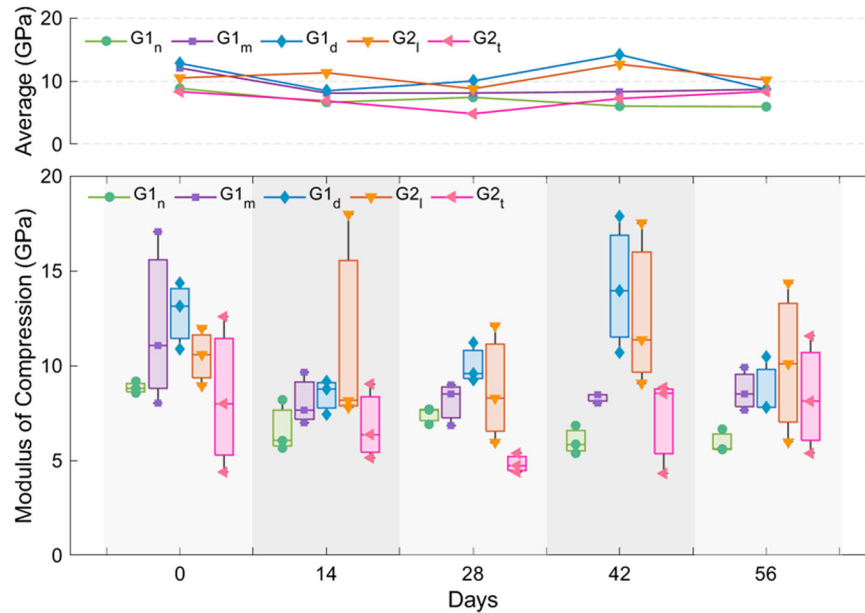 20
10
0
Average (GPa)
G1n G1m G1d G2l G2t
20
15
10
5
0
Modulus of Compression (GPa)
G1n G1m G1d G2l G2t
0 14 28 42 56
Days